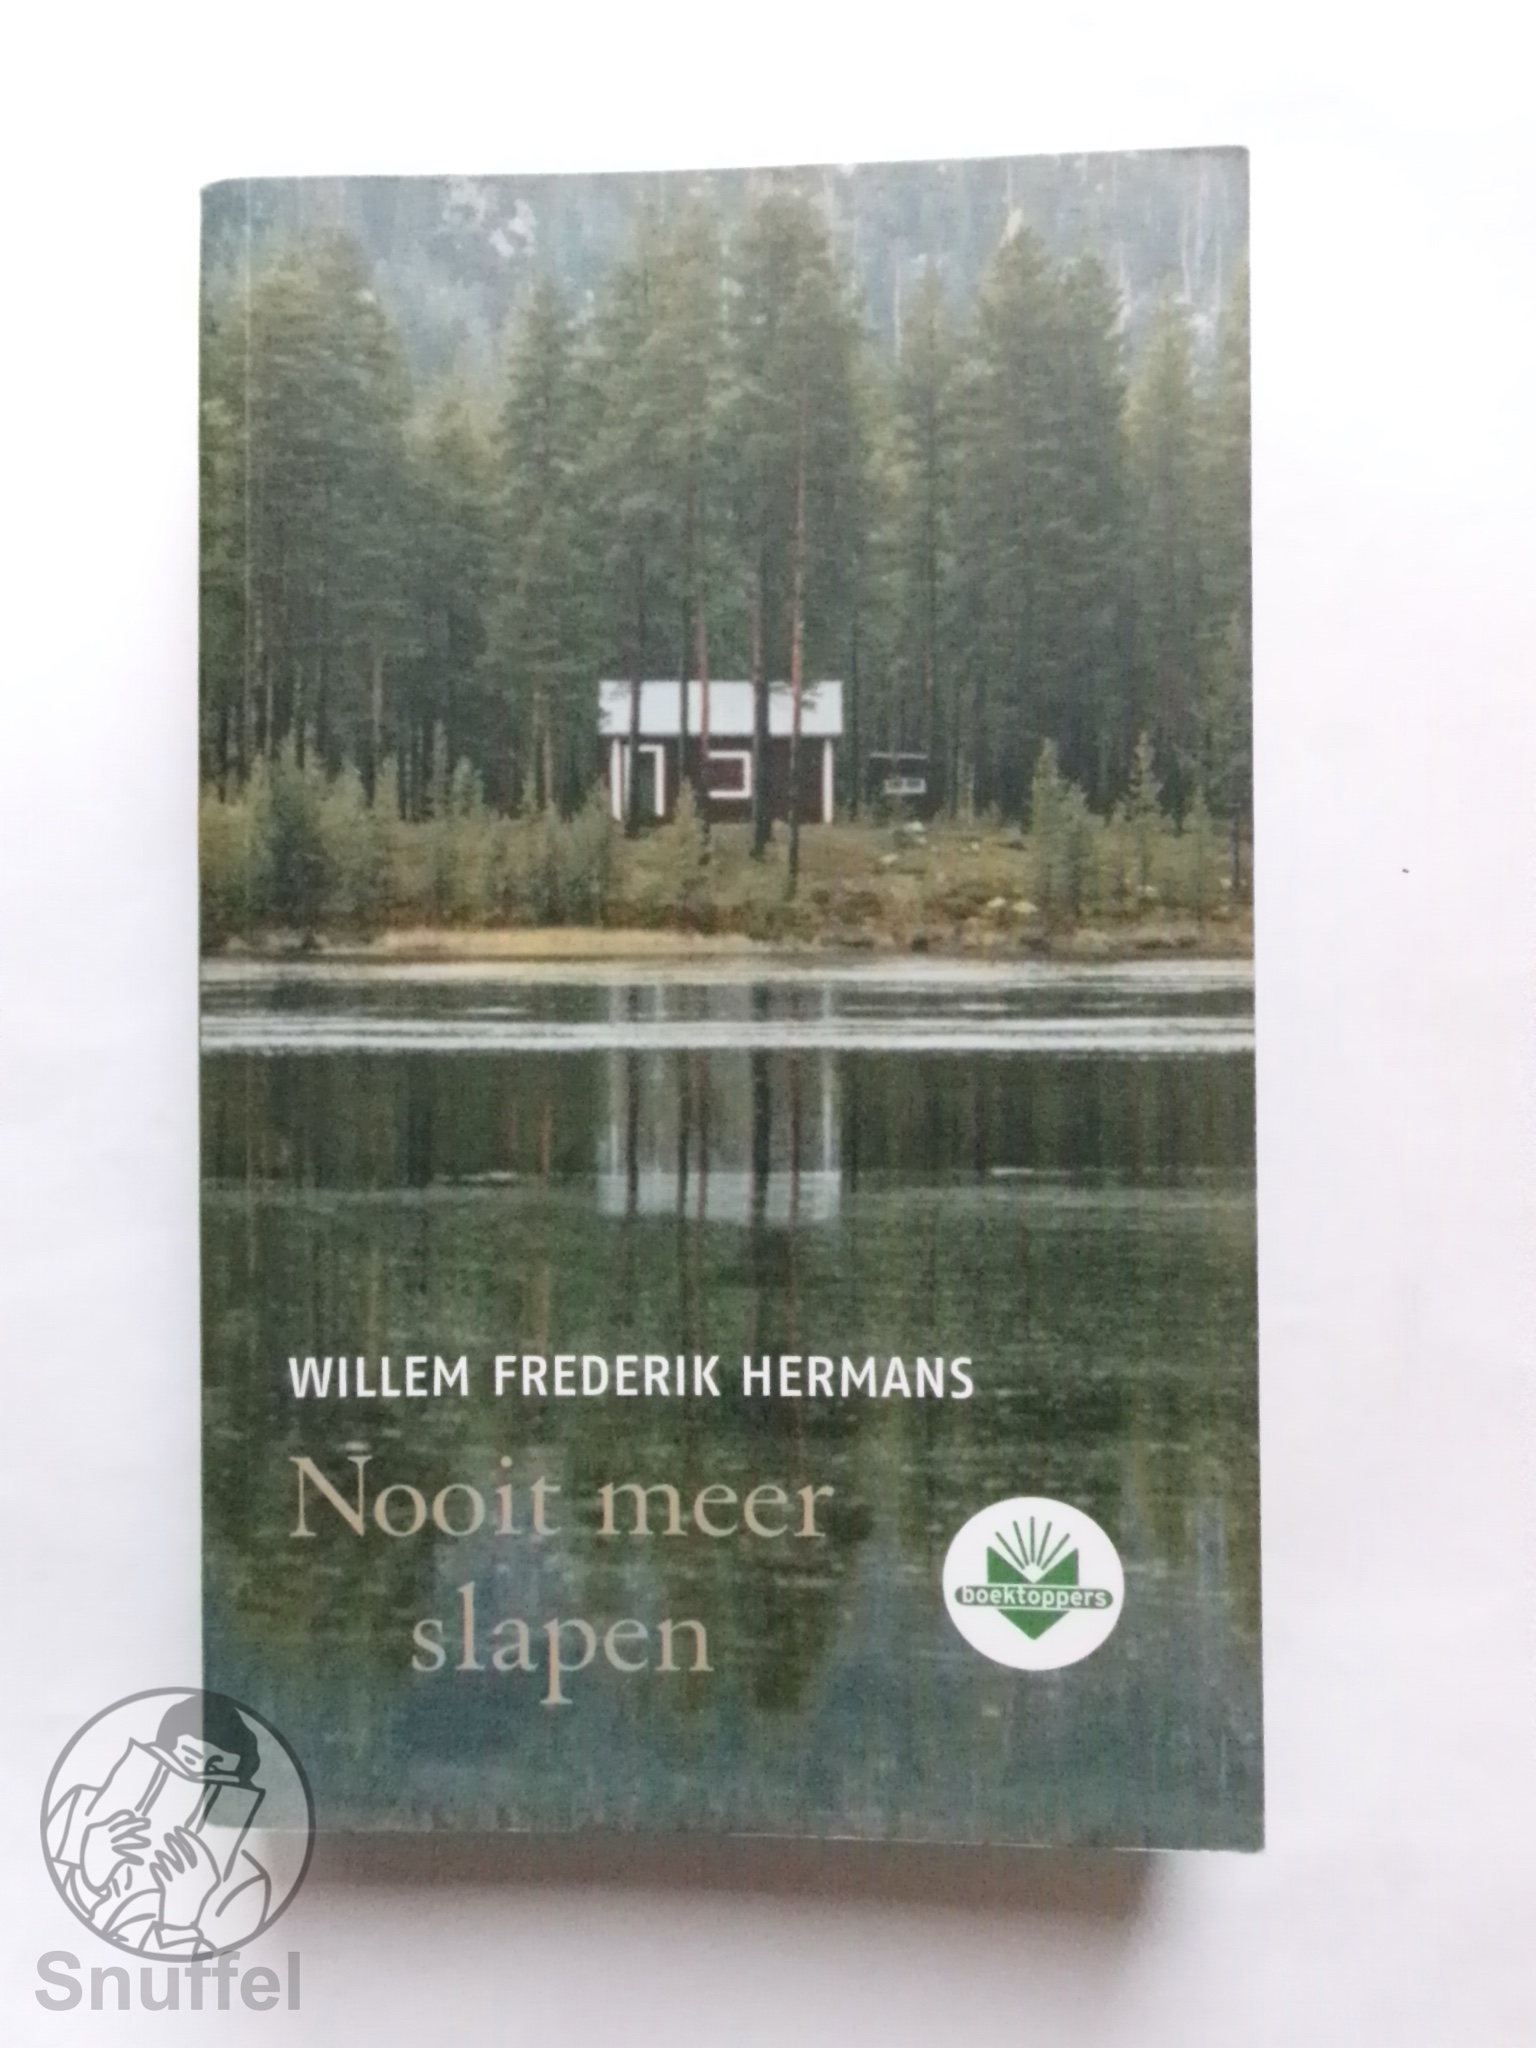 WILLEM FREDERIK HERMANS
Nooit meer
slapen
boektoppers
Snuffel